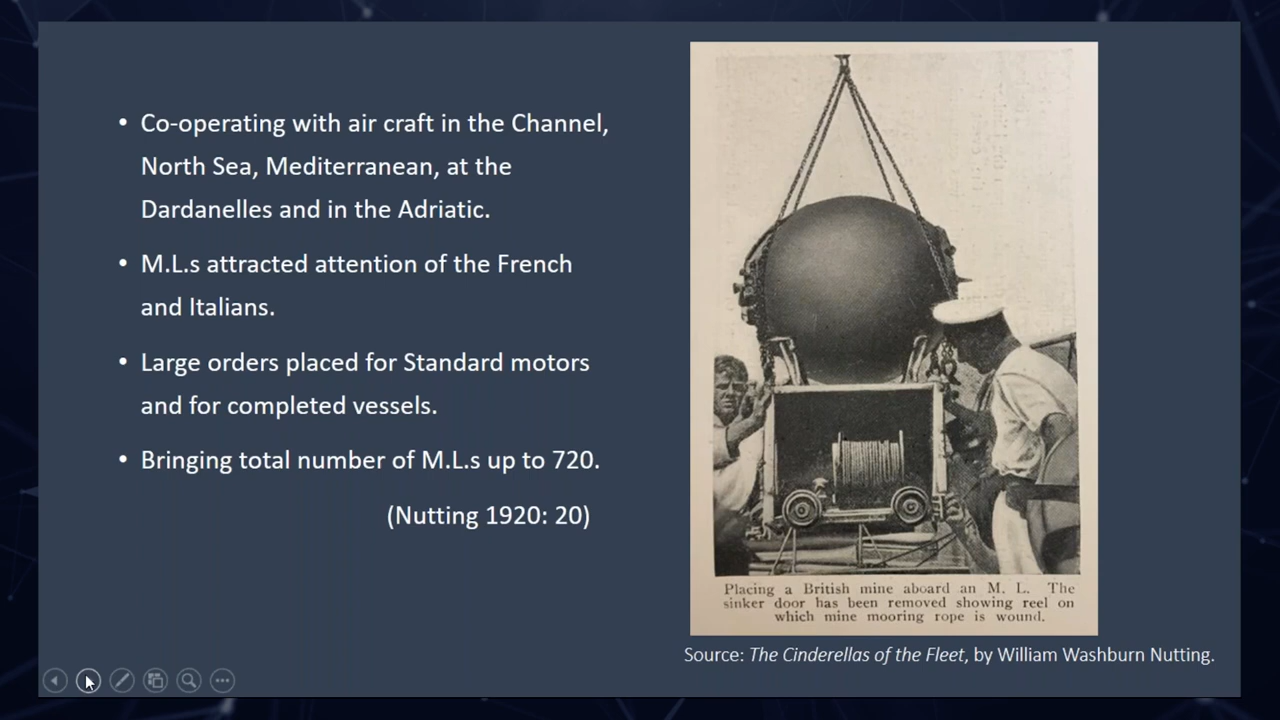 • Co-operating with air craft in the Channel,
North Sea, Mediterranean, at the
Dardanelles and in the Adriatic.
• M.L.s attracted attention of the French
and Italians.
• Large orders placed for Standard motors
and for completed vessels.
• Bringing total number of M.L.s up to 720.
(Nutting 1920: 20)
Placing a British mine aboard an M. L. The
sinker door has been removed showing reel on
which mine mooring rope is wound.
Source: The Cinderellas of the Fleet, by William Washburn Nutting.